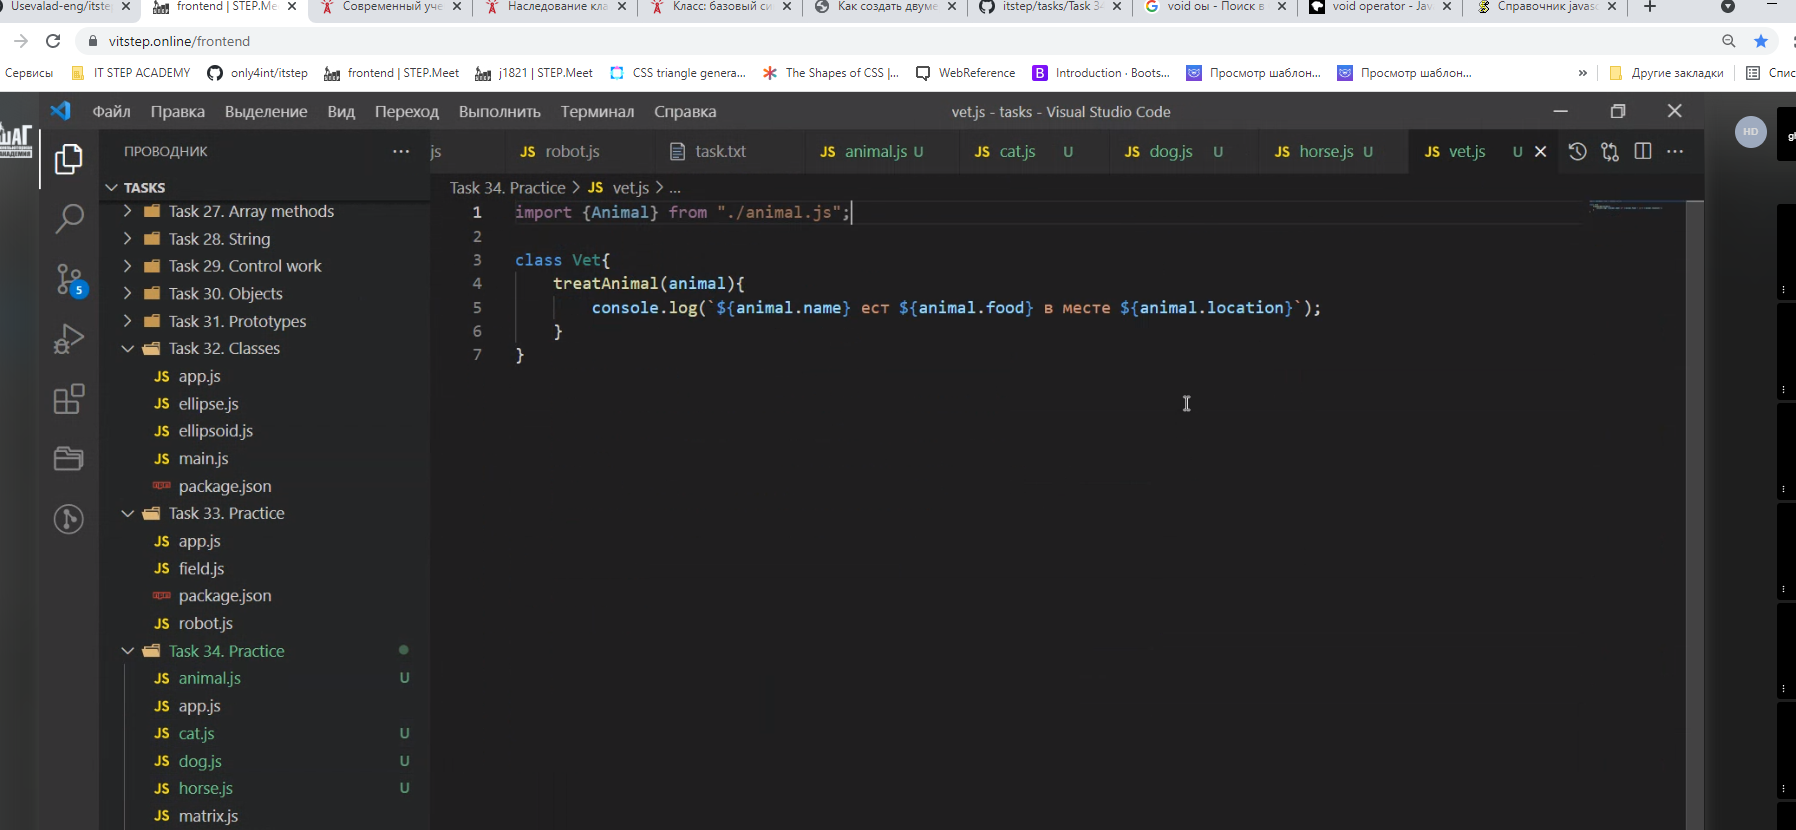 Usevalad-eng/itste
frontend | STEP.Me
Современный уче
Наследование кла
Класс: базовый си
Как создать двуме
itstep/tasks/Task 34
void оы - Поиск в
void operator - Jav
Справочник javas
vitstep.online/frontend
Сервисы
IT STEP ACADEMY
only4int/itstep
frontend | STEP.Meet
j1821 | STEP.Meet
CSS triangle genera...
The Shapes of CSS |...
WebReference
Introduction · Boots...
Просмотр шаблон...
Просмотр шаблон...
»
Другие закладки
Спис
Файл Правка Выделение Вид Переход Выполнить Терминал Справка
vet.js - tasks - Visual Studio Code
HD
ШАГ
ПРОВОДНИК
js
JS robot.js
task.txt
JS animal.js U
JS cat.js U
JS dog.js U
JS horse.js U
JS vet.js U
TASKS
Task 34. Practice > JS vet.js > ...
Task 27. Array methods
Task 28. String
Task 29. Control work
Task 30. Objects
Task 31. Prototypes
Task 32. Classes
JS app.js
JS ellipse.js
JS ellipsoid.js
JS main.js
package.json
Task 33. Practice
JS app.js
JS field.js
package.json
JS robot.js
Task 34. Practice
JS animal.js U
JS app.js
JS cat.js U
JS dog.js U
JS horse.js U
JS matrix.js
5
1 import {Animal} from "./animal.js";
2
3 class Vet{
4 treatAnimal(animal){
5 console.log(`${animal.name} ест ${animal.food} в месте ${animal.location}`);
6 }
7 }